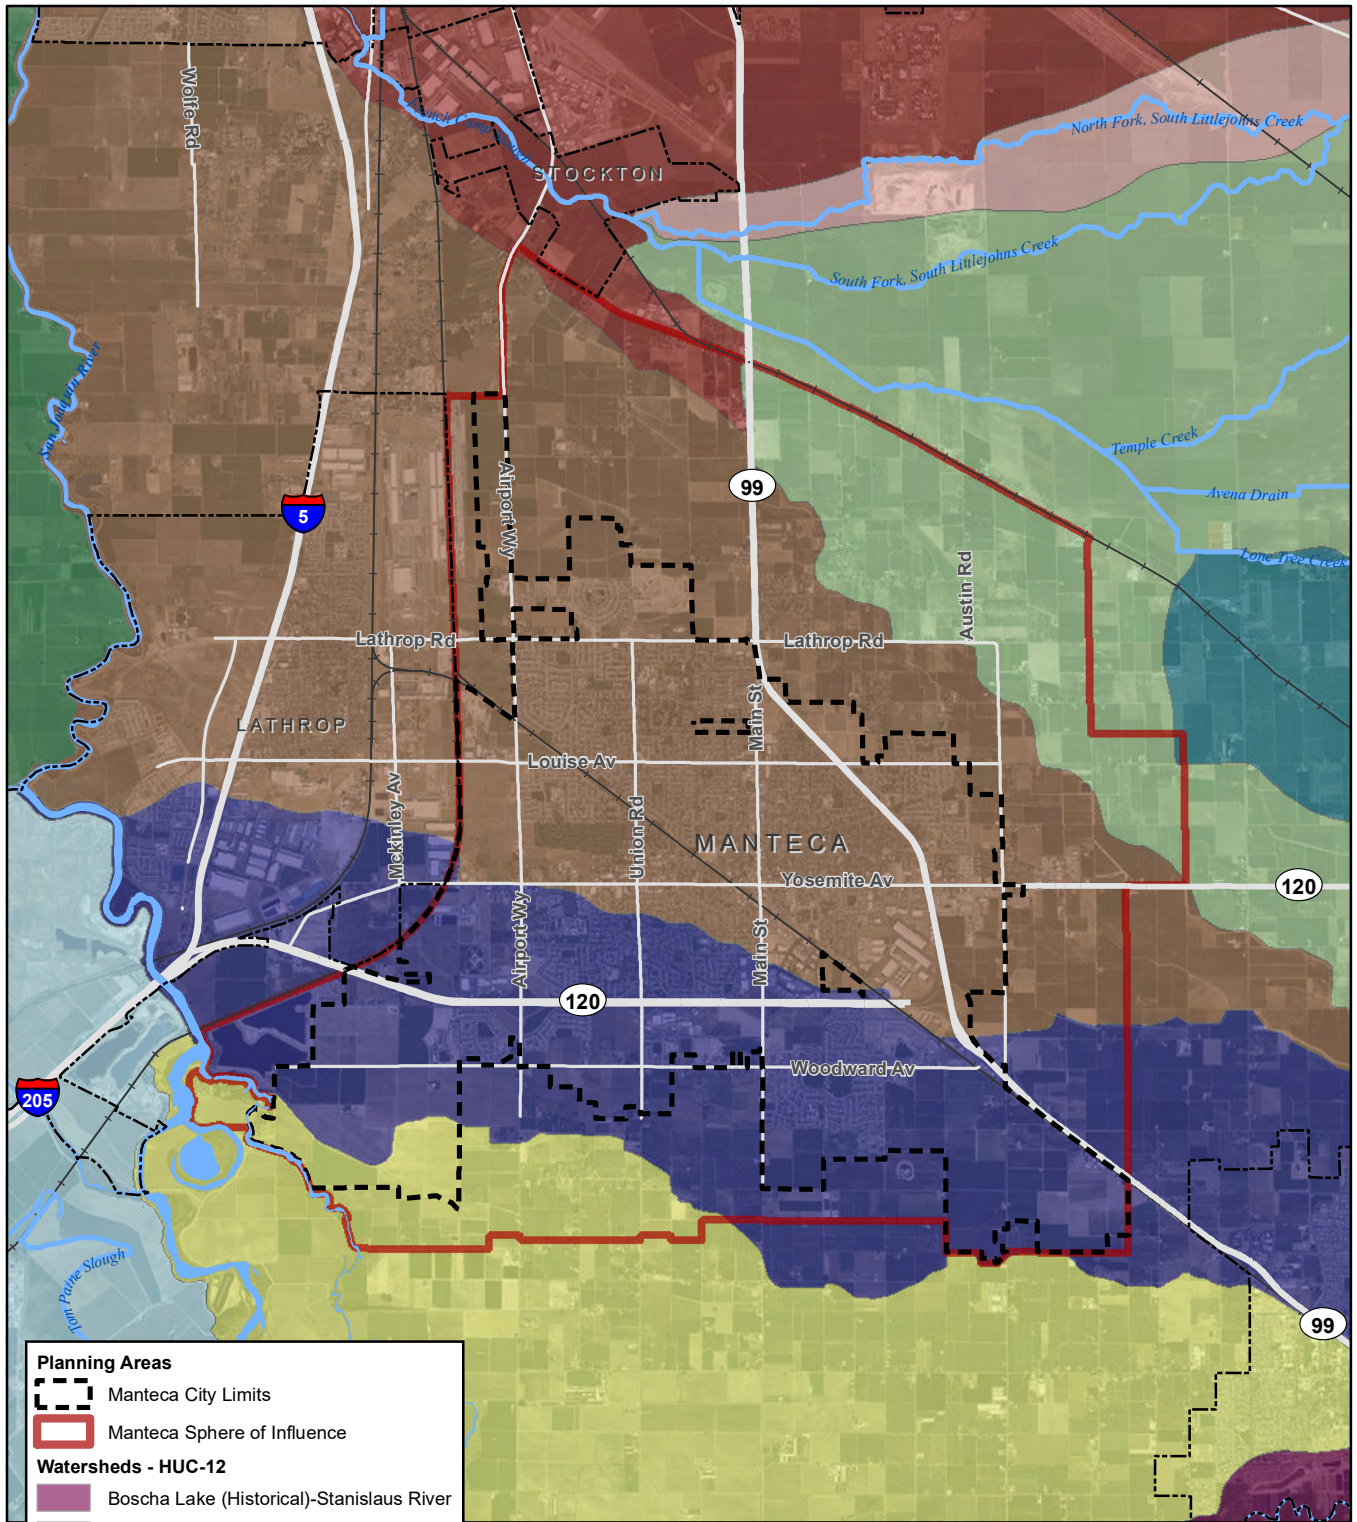 Wolfe Rd
French Camp Slough
STOCKTON
North Fork, South Littlejohns Creek
South Fork, South Littlejohns Creek
San Joaquin River
Temple Creek
Avena Drain
Lone Tree Creek
5
99
Airport Wy
Austin Rd
Lathrop Rd
Lathrop Rd
LATHROP
Main St
Louise Av
Mckinley Av
Union Rd
MANTECA
Yosemite Av
120
Airport Wy
Main St
120
Woodward Av
205
Tom Paine Slough
99
Planning Areas
Manteca City Limits
Manteca Sphere of Influence
Watersheds - HUC-12
Boscha Lake (Historical)-Stanislaus River